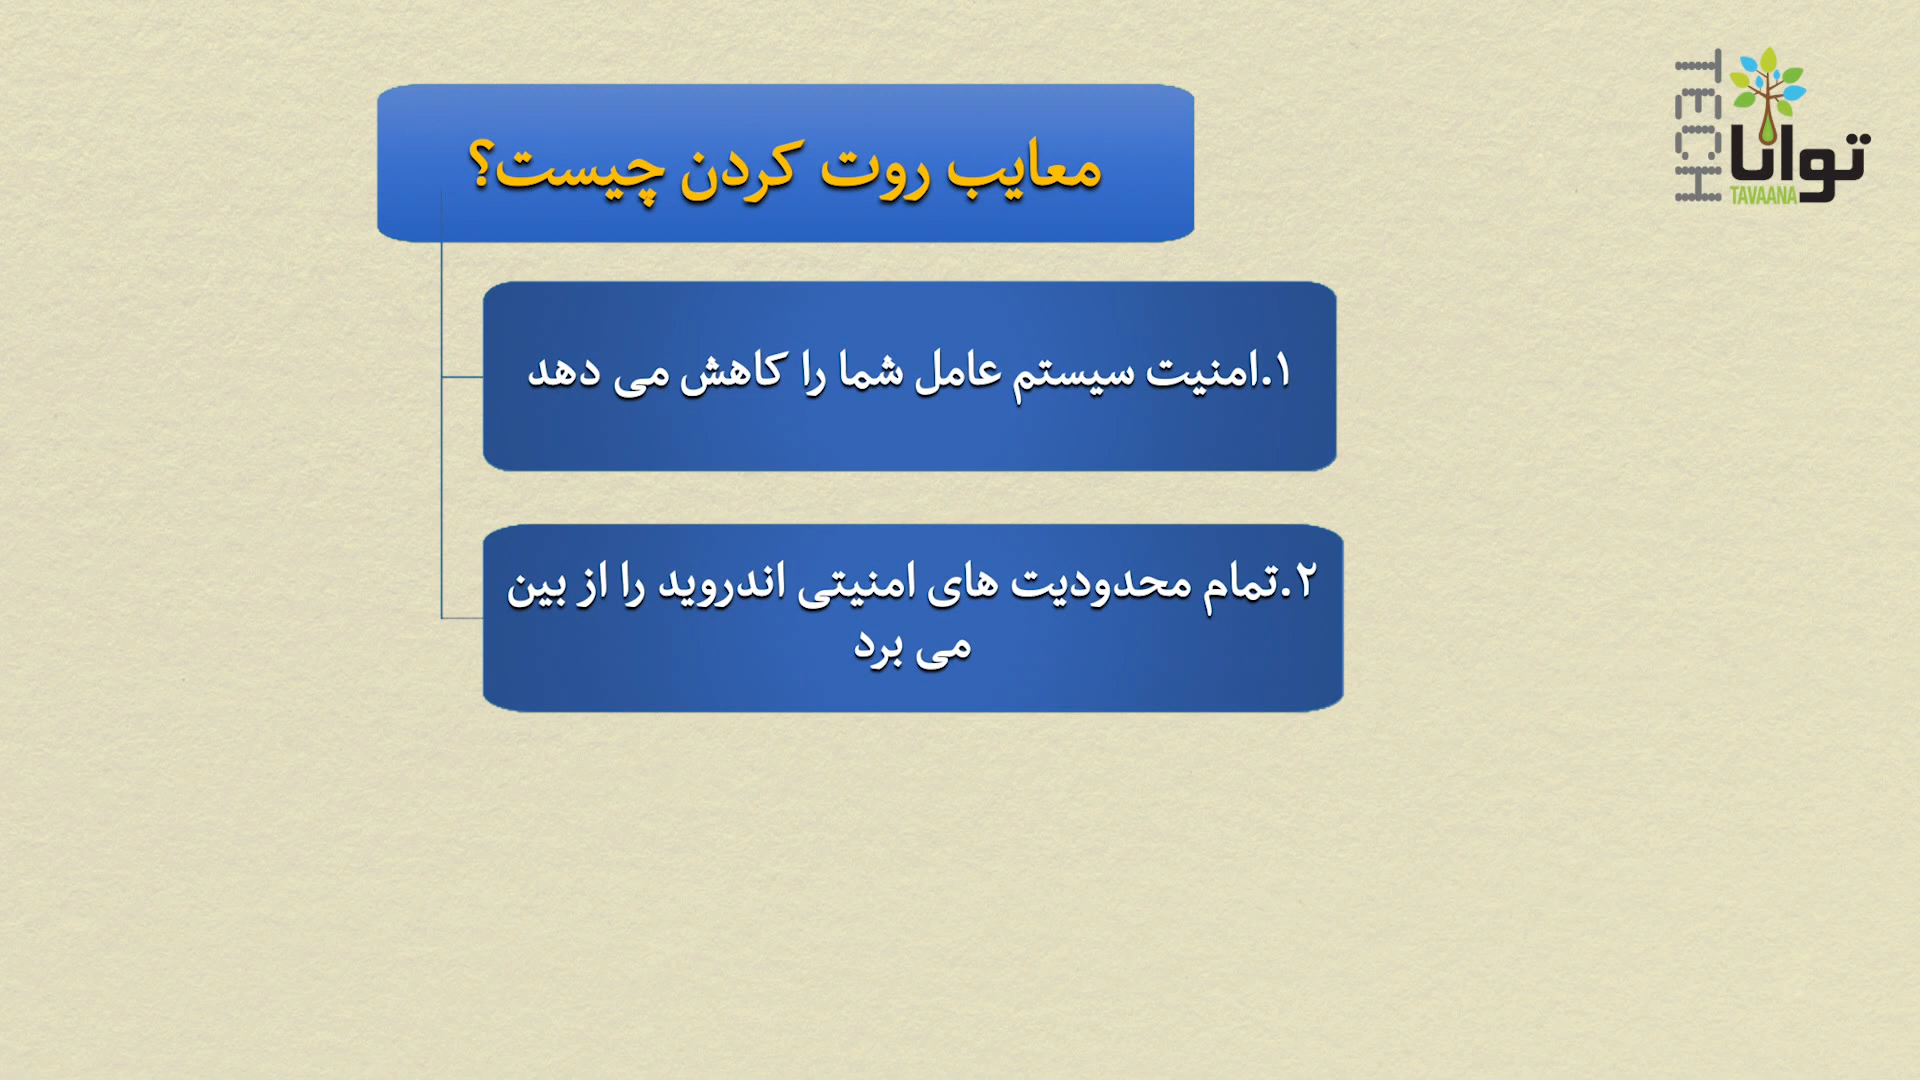 معایب روت کردن چیست؟
۱.امنیت سیستم عامل شما را کاهش می دهد
۲.تمام محدودیت های امنیتی اندروید را از بین
می برد
TECH
توانا
TAVAANA